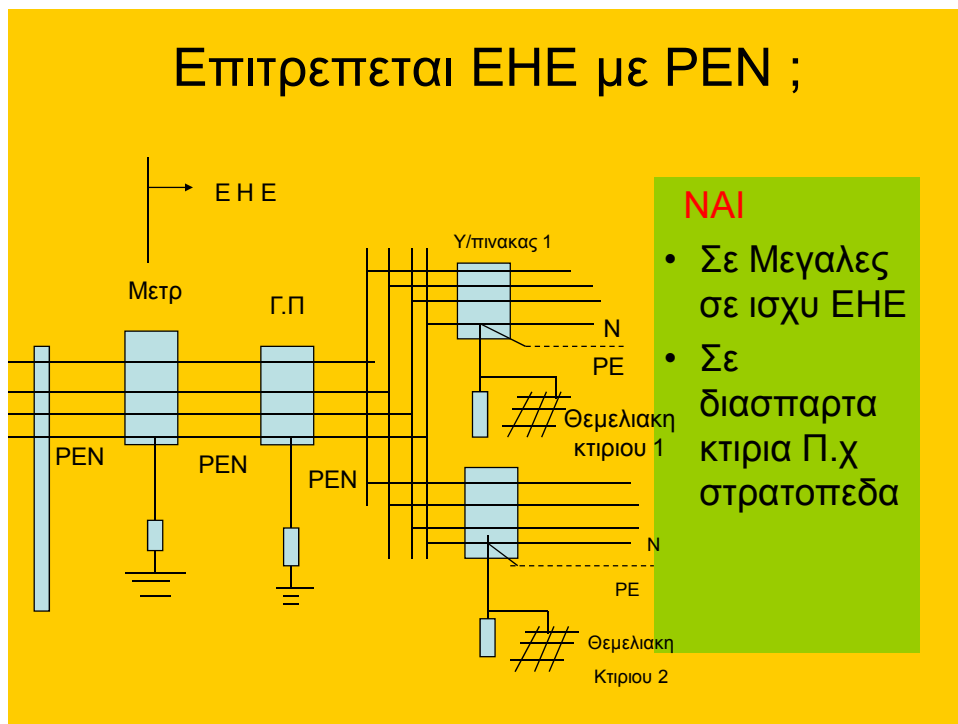 Επιτρεπεται ΕΗΕ με PEN ;
Ε Η Ε
Μετρ
Γ.Π
Υ/πινακας 1
N
PE
Θεμελιακη
κτιριου 1
PEN
PEN
PEN
N
PE
Θεμελιακη
Κτιριου 2
ΝΑΙ
• Σε Μεγαλες
σε ισχυ ΕΗΕ
• Σε
διασπαρτα
κτιρια Π.χ
στρατοπεδα